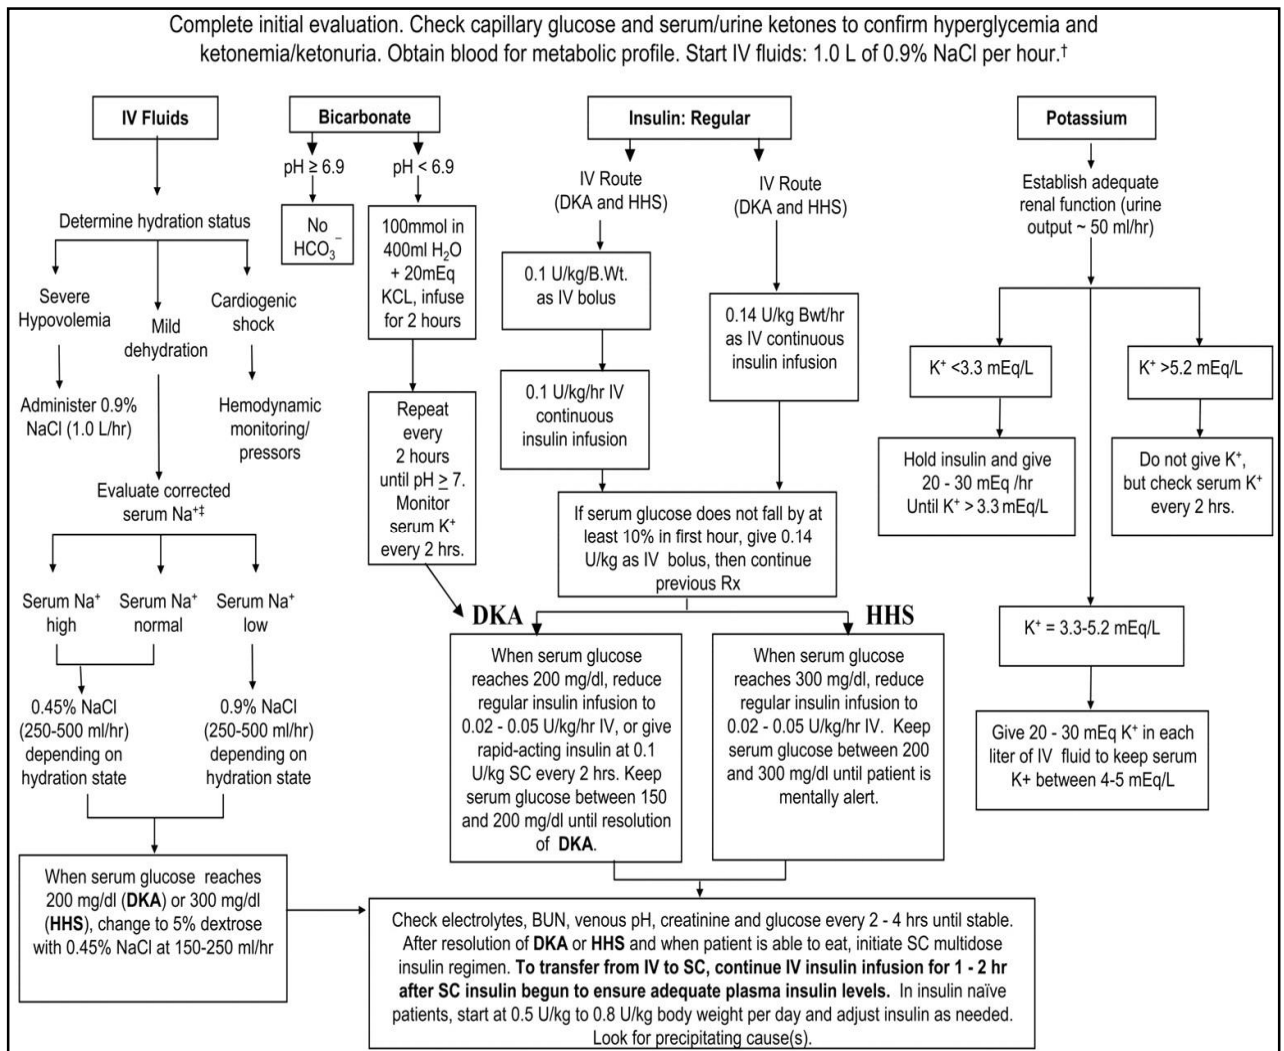 Complete initial evaluation. Check capillary glucose and serum/urine ketones to confirm hyperglycemia and
ketonemia/ketonuria. Obtain blood for metabolic profile. Start IV fluids: 1.0 L of 0.9% NaCl per hour.†
IV Fluids
Determine hydration status
Severe
Hypovolemia
Mild
dehydration
Cardiogenic
shock
Administer 0.9%
NaCl (1.0 L/hr)
Hemodynamic
monitoring/
pressors
Evaluate corrected
serum Na⁺‡
Serum Na⁺
high
Serum Na⁺
normal
Serum Na⁺
low
0.45% NaCl
(250-500 ml/hr)
depending on
hydration state
0.9% NaCl
(250-500 ml/hr)
depending on
hydration state
When serum glucose reaches
200 mg/dl (DKA) or 300 mg/dl
(HHS), change to 5% dextrose
with 0.45% NaCl at 150-250 ml/hr
Bicarbonate
pH ≥ 6.9
pH < 6.9
No
HCO₃⁻
100mmol in
400ml H₂O
+ 20mEq
KCL, infuse
for 2 hours
Repeat
every
2 hours
until pH ≥ 7.
Monitor
serum K⁺
every 2 hrs.
Insulin: Regular
IV Route
(DKA and HHS)
IV Route
(DKA and HHS)
0.1 U/kg/B.Wt.
as IV bolus
0.1 U/kg/hr IV
continuous
insulin infusion
0.14 U/kg Bwt/hr
as IV continuous
insulin infusion
If serum glucose does not fall by at
least 10% in first hour, give 0.14
U/kg as IV bolus, then continue
previous Rx
DKA
HHS
When serum glucose
reaches 200 mg/dl, reduce
regular insulin infusion to
0.02 - 0.05 U/kg/hr IV, or give
rapid-acting insulin at 0.1
U/kg SC every 2 hrs. Keep
serum glucose between 150
and 200 mg/dl until resolution
of DKA.
When serum glucose
reaches 300 mg/dl, reduce
regular insulin infusion to
0.02 - 0.05 U/kg/hr IV. Keep
serum glucose between 200
and 300 mg/dl until patient is
mentally alert.
Potassium
Establish adequate
renal function (urine
output ~ 50 ml/hr)
K⁺ <3.3 mEq/L
K⁺ >5.2 mEq/L
Hold insulin and give
20 - 30 mEq /hr
Until K⁺ > 3.3 mEq/L
Do not give K⁺,
but check serum K⁺
every 2 hrs.
K⁺ = 3.3-5.2 mEq/L
Give 20 - 30 mEq K⁺ in each
liter of IV fluid to keep serum
K+ between 4-5 mEq/L
Check electrolytes, BUN, venous pH, creatinine and glucose every 2 - 4 hrs until stable.
After resolution of DKA or HHS and when patient is able to eat, initiate SC multidose
insulin regimen. To transfer from IV to SC, continue IV insulin infusion for 1 - 2 hr
after SC insulin begun to ensure adequate plasma insulin levels. In insulin naïve
patients, start at 0.5 U/kg to 0.8 U/kg body weight per day and adjust insulin as needed.
Look for precipitating cause(s).